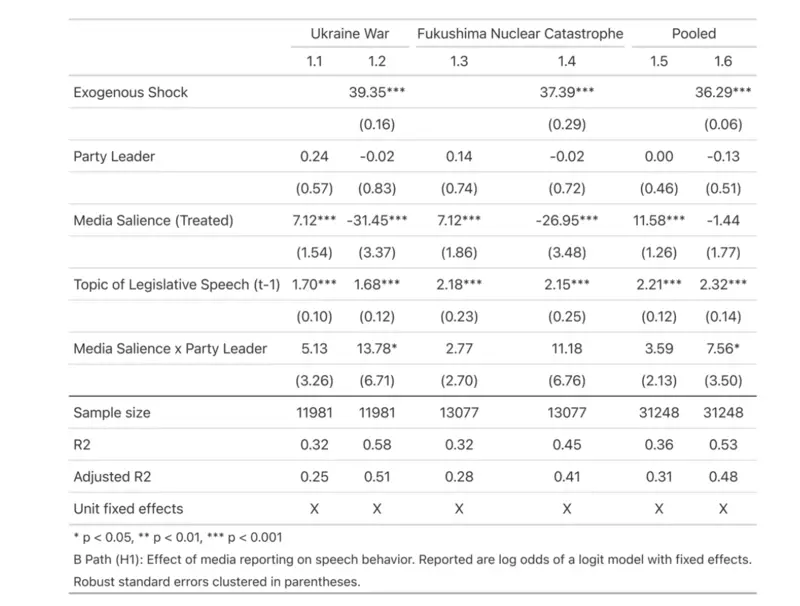 Ukraine War Fukushima Nuclear Catastrophe Pooled
1.1 1.2 1.3 1.4 1.5 1.6
Exogenous Shock 39.35*** 37.39*** 36.29***
(0.16) (0.29) (0.06)
Party Leader 0.24 -0.02 0.14 -0.02 0.00 -0.13
(0.57) (0.83) (0.74) (0.72) (0.46) (0.51)
Media Salience (Treated) 7.12*** -31.45*** 7.12*** -26.95*** 11.58*** -1.44
(1.54) (3.37) (1.86) (3.48) (1.26) (1.77)
Topic of Legislative Speech (t-1) 1.70*** 1.68*** 2.18*** 2.15*** 2.21*** 2.32***
(0.10) (0.12) (0.23) (0.25) (0.12) (0.14)
Media Salience x Party Leader 5.13 13.78* 2.77 11.18 3.59 7.56*
(3.26) (6.71) (2.70) (6.76) (2.13) (3.50)
Sample size 11981 11981 13077 13077 31248 31248
R2 0.32 0.58 0.32 0.45 0.36 0.53
Adjusted R2 0.25 0.51 0.28 0.41 0.31 0.48
Unit fixed effects X X X X X X
* p < 0.05, ** p < 0.01, *** p < 0.001
B Path (H1): Effect of media reporting on speech behavior. Reported are log odds of a logit model with fixed effects.
Robust standard errors clustered in parentheses.